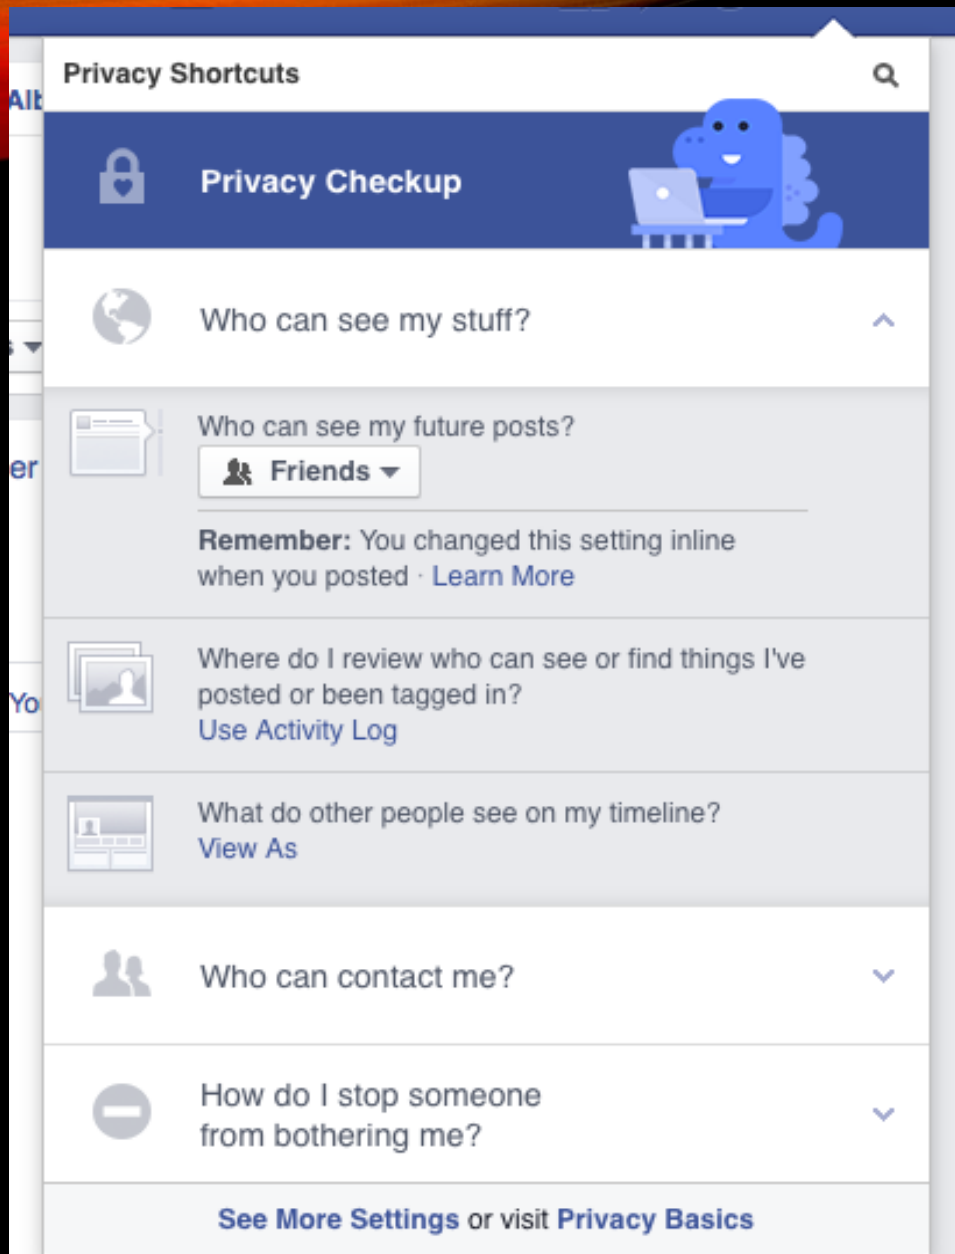 Privacy Shortcuts
Alb
Privacy Checkup
Who can see my stuff?
s
Who can see my future posts?
er
Friends
Remember: You changed this setting inline
when you posted · Learn More
Where do I review who can see or find things I've
posted or been tagged in?
Yo
Use Activity Log
What do other people see on my timeline?
View As
Who can contact me?
How do I stop someone
from bothering me?
See More Settings or visit Privacy Basics